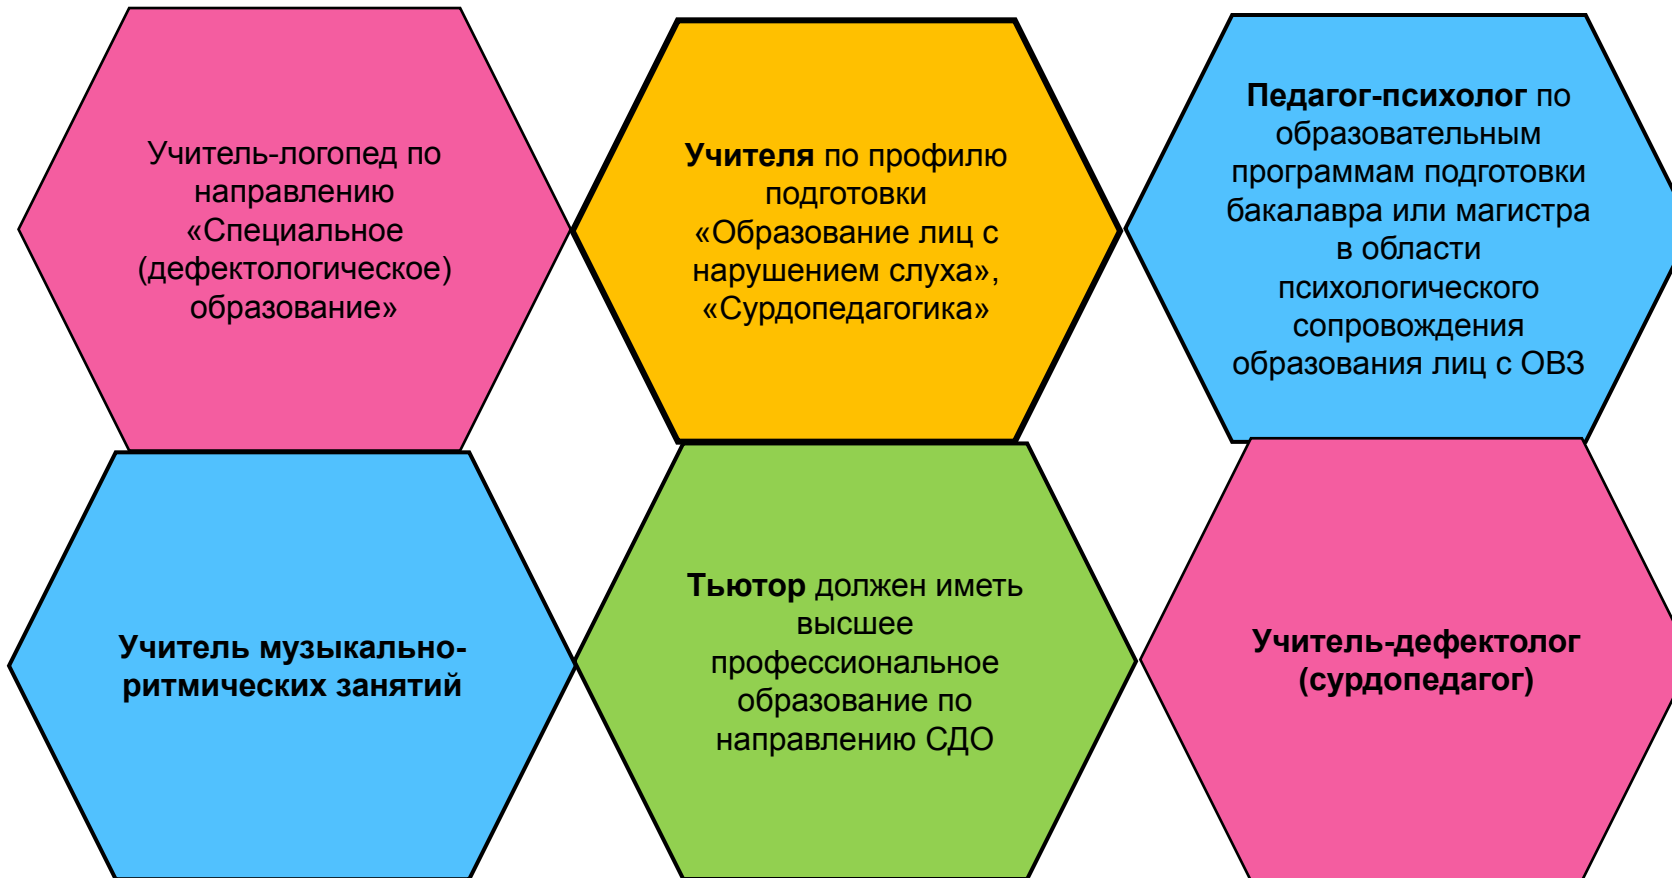 Учитель-логопед по
направлению
«Специальное
(дефектологическое)
образование»
Учителя по профилю
подготовки
«Образование лиц с
нарушением слуха»,
«Сурдопедагогика»
Педагог-психолог по
образовательным
программам подготовки
бакалавра или магистра
в области
психологического
сопровождения
образования лиц с ОВЗ
Учитель музыкально-
ритмических занятий
Тьютор должен иметь
высшее
профессиональное
образование по
направлению СДО
Учитель-дефектолог
(сурдопедагог)